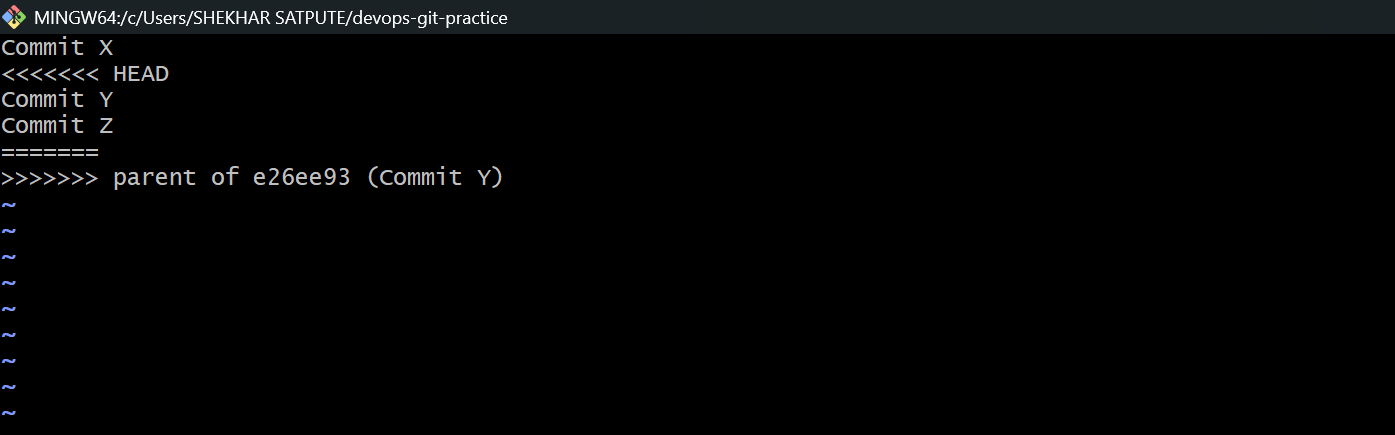 MINGW64:/c/Users/SHEKHAR SATPUTE/devops-git-practice
Commit X
<<<<<<< HEAD
Commit Y
Commit Z
=======
>>>>>>> parent of e26ee93 (Commit Y)
~
~
~
~
~
~
~
~
~